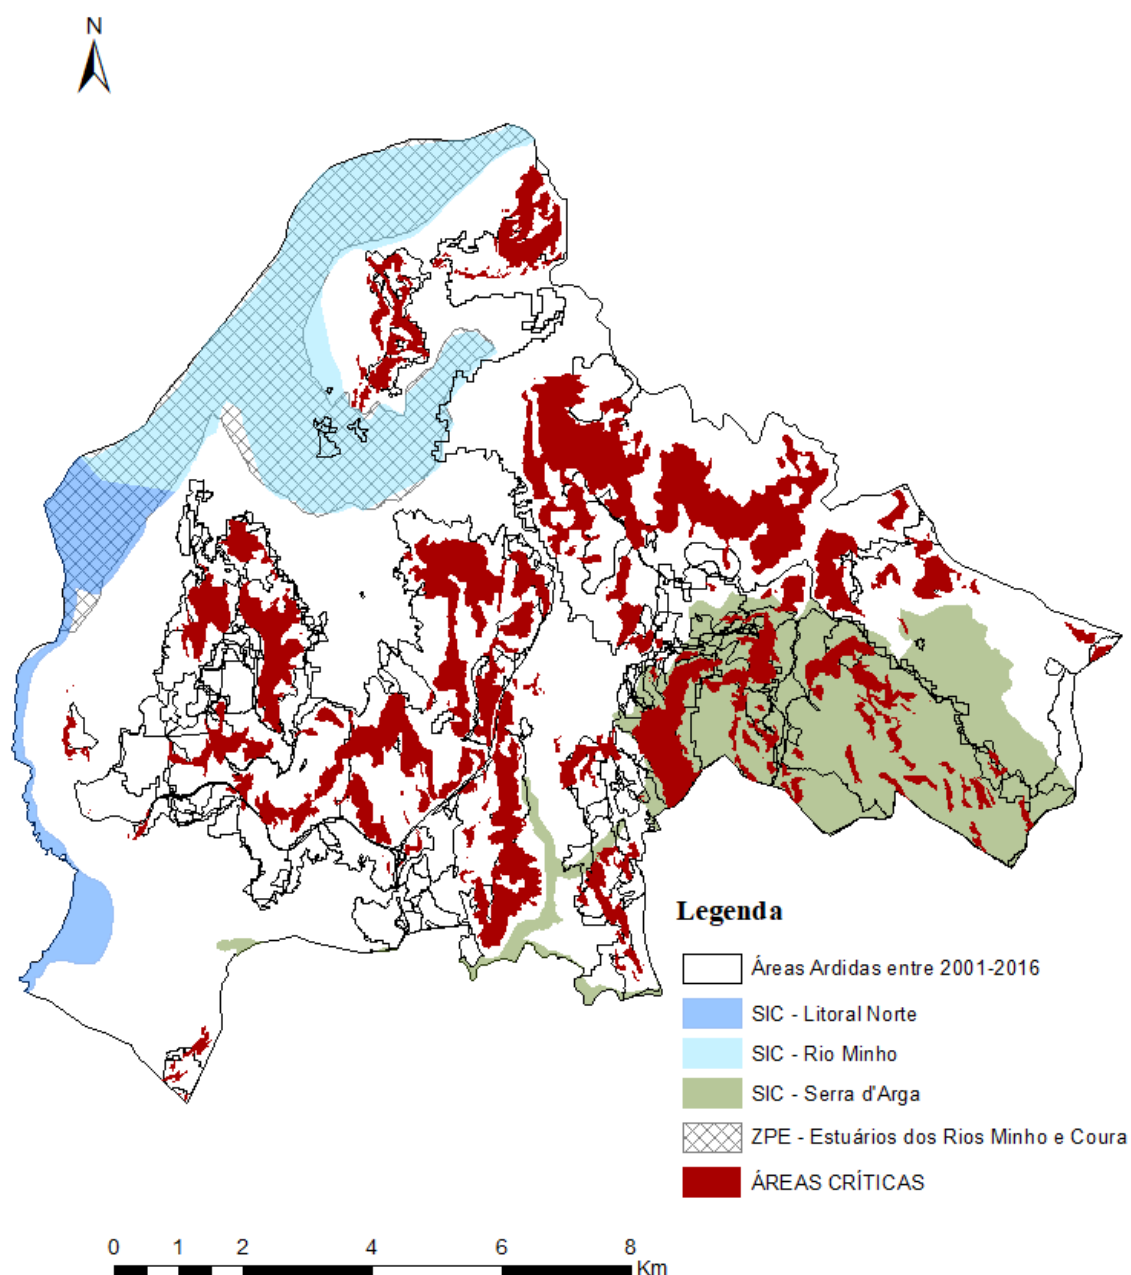 N
Legenda
Áreas Ardidas entre 2001-2016
SIC - Litoral Norte
SIC - Rio Minho
SIC - Serra d'Arga
ZPE - Estuários dos Rios Minho e Coura
ÁREAS CRÍTICAS
0 1 2 4 6 8
Km